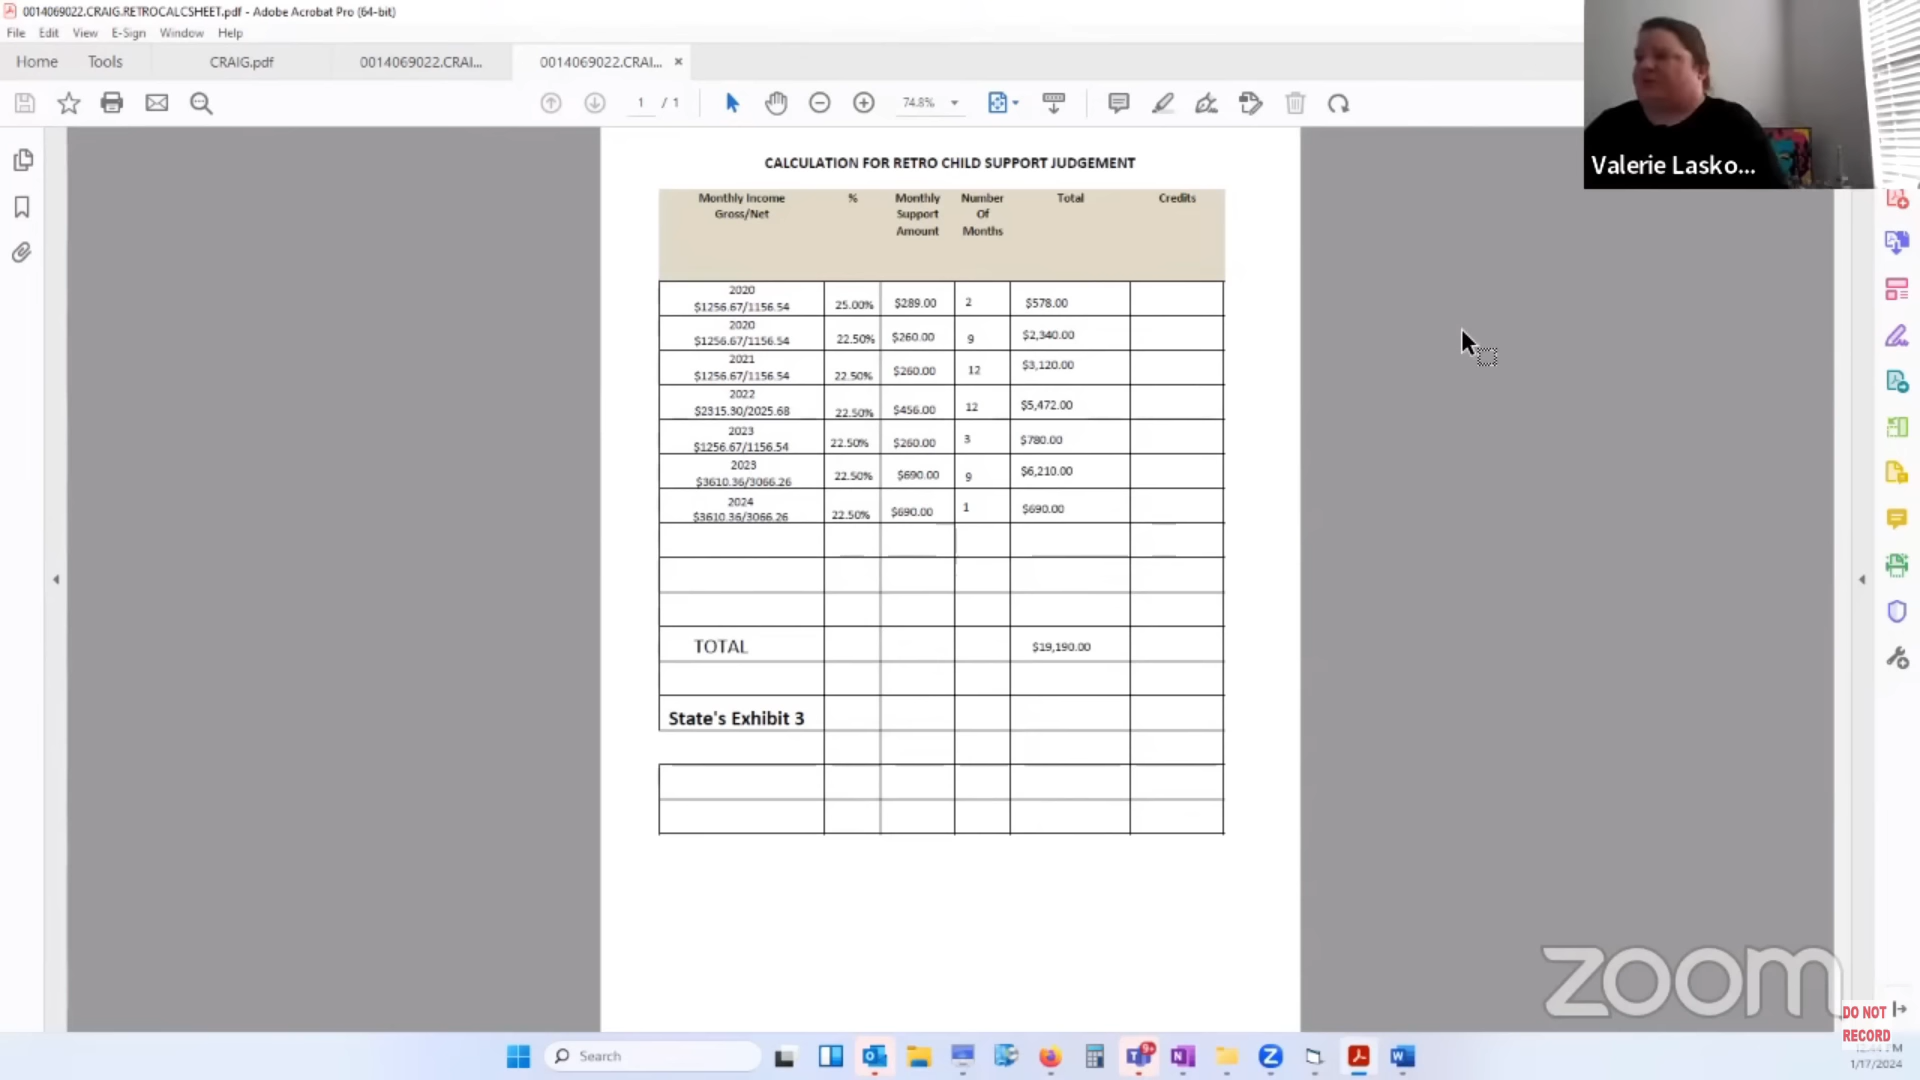 0014069022.CRAIG.RETROCALCSHEET.pdf - Adobe Acrobat Pro (64-bit)
File Edit View E-Sign Window Help
Home Tools CRAIG.pdf 0014069022.CRAI... 0014069022.CRAI... ×
1 / 1 74.8%
Valerie Lasko...
CALCULATION FOR RETRO CHILD SUPPORT JUDGEMENT
Monthly Income Gross/Net % Monthly Support Amount Number Of Months Total Credits
2020
$1256.67/1156.54 25.00% $289.00 2 $578.00
2020
$1256.67/1156.54 22.50% $260.00 9 $2,340.00
2021
$1256.67/1156.54 22.50% $260.00 12 $3,120.00
2022
$2315.30/2025.68 22.50% $456.00 12 $5,472.00
2023
$1256.67/1156.54 22.50% $260.00 3 $780.00
2023
$3610.36/3066.26 22.50% $690.00 9 $6,210.00
2024
$3610.36/3066.26 22.50% $690.00 1 $690.00
TOTAL $19,190.00
State's Exhibit 3
zoom
DO NOT
RECORD
Search
9+
1/17/2024